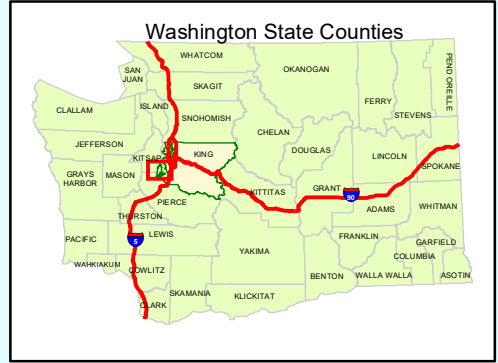 Washington State Counties
WHATCOM
SAN
JUAN
SKAGIT
ISLAND
SNOHOMISH
CLALLAM
JEFFERSON
KITSAP
KING
GRAYS
HARBOR
MASON
THURSTON
PIERCE
PACIFIC
LEWIS
WAHKIAKUM
COWLITZ
CLARK
SKAMANIA
KLICKITAT
YAKIMA
KITTITAS
CHELAN
OKANOGAN
DOUGLAS
GRANT
FERRY
STEVENS
PEND OREILLE
LINCOLN
SPOKANE
ADAMS
WHITMAN
FRANKLIN
GARFIELD
COLUMBIA
BENTON
WALLA WALLA
ASOTIN
5
90